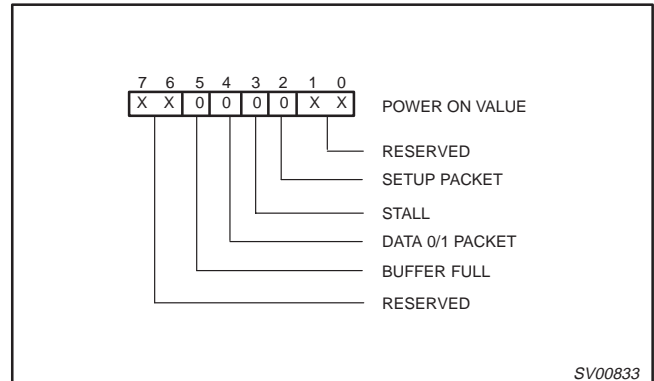 7 6 5 4 3 2 1 0
X X 0 0 0 0 X X POWER ON VALUE
RESERVED
SETUP PACKET
STALL
DATA 0/1 PACKET
BUFFER FULL
RESERVED
SV00833